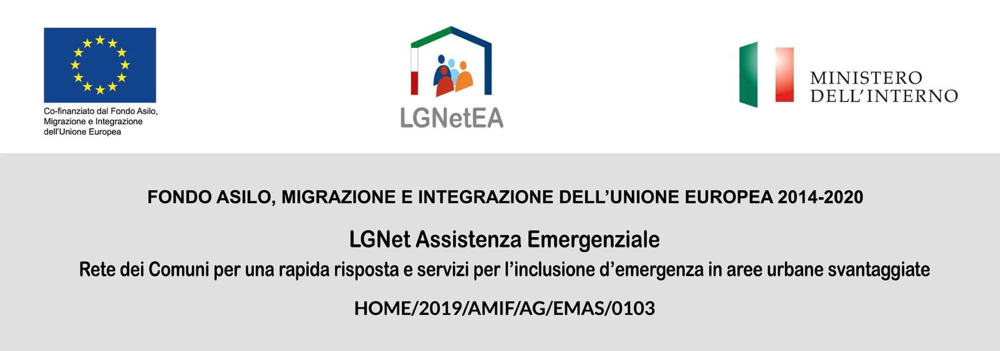 Co-finanziato dal Fondo Asilo,
Migrazione e Integrazione
dell'Unione Europea
LGNetEA
MINISTERO
DELL'INTERNO
FONDO ASILO, MIGRAZIONE E INTEGRAZIONE DELL'UNIONE EUROPEA 2014-2020
LGNet Assistenza Emergenziale
Rete dei Comuni per una rapida risposta e servizi per l'inclusione d'emergenza in aree urbane svantaggiate
HOME/2019/AMIF/AG/EMAS/0103